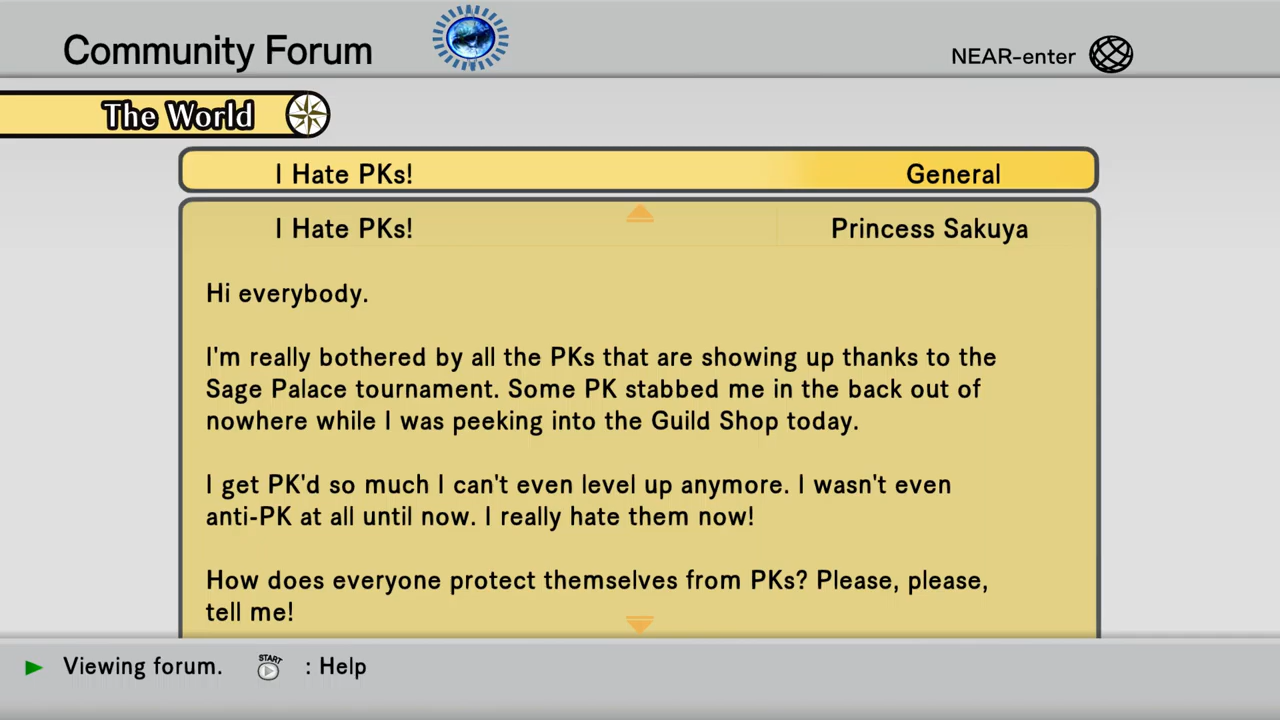 Community Forum
NEAR-enter
The World
I Hate PKs!
General
I Hate PKs!
Princess Sakuya
Hi everybody.
I'm really bothered by all the PKs that are showing up thanks to the
Sage Palace tournament. Some PK stabbed me in the back out of
nowhere while I was peeking into the Guild Shop today.
I get PK'd so much I can't even level up anymore. I wasn't even
anti-PK at all until now. I really hate them now!
How does everyone protect themselves from PKs? Please, please,
tell me!
Viewing forum.
START
: Help